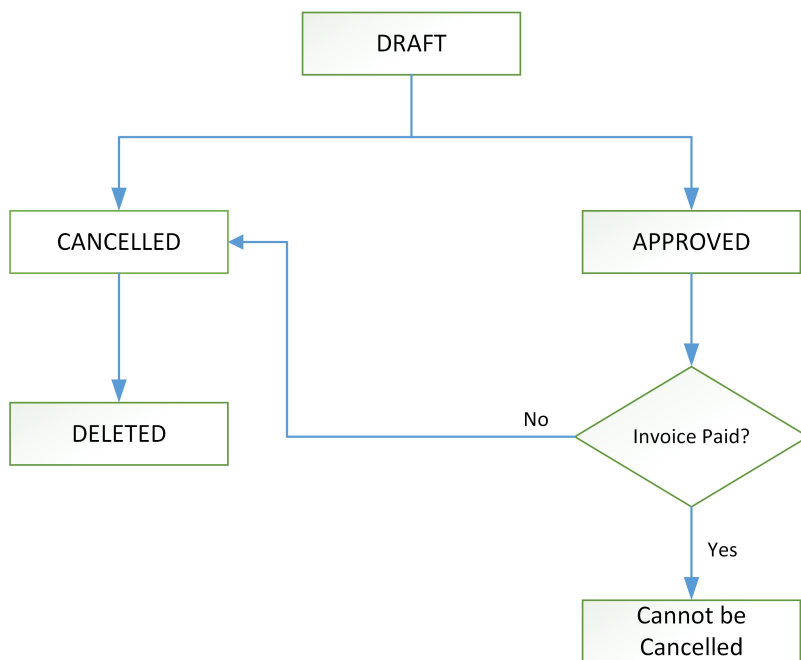 DRAFT
CANCELLED
APPROVED
DELETED
No
Invoice Paid?
Yes
Cannot be
Cancelled